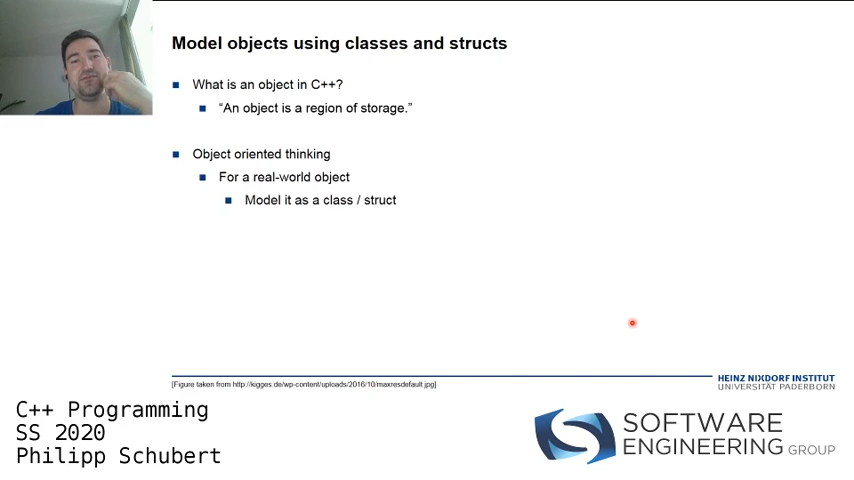 Model objects using classes and structs
What is an object in C++?
“An object is a region of storage.”
Object oriented thinking
For a real-world object
Model it as a class / struct
[Figure taken from http://kigges.de/wp-content/uploads/2016/10/maxresdefault.jpg]
HEINZ NIXDORF INSTITUT
UNIVERSITÄT PADERBORN
C++ Programming
SS 2020
Philipp Schubert
SOFTWARE
ENGINEERING GROUP